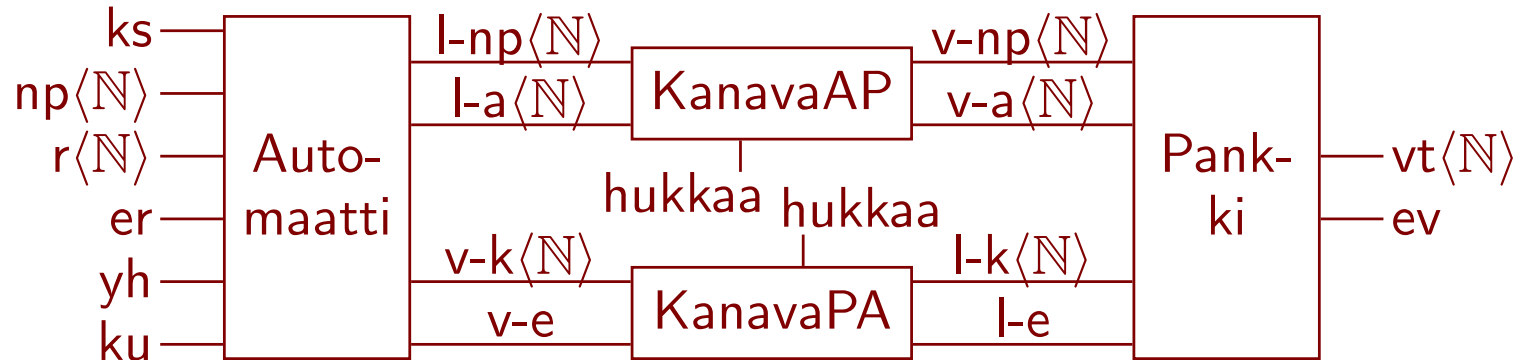 ks
np⟨ℕ⟩
r⟨ℕ⟩
er
yh
ku
Auto-
maatti
l-np⟨ℕ⟩
l-a⟨ℕ⟩
v-k⟨ℕ⟩
v-e
KanavaAP
hukkaa
hukkaa
KanavaPA
v-np⟨ℕ⟩
v-a⟨ℕ⟩
l-k⟨ℕ⟩
l-e
Pank-
ki
vt⟨ℕ⟩
ev